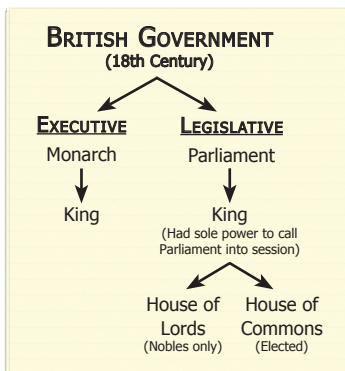 BRITISH GOVERNMENT
(18th Century)
EXECUTIVE
Monarch
King
LEGISLATIVE
Parliament
King
(Had sole power to call
Parliament into session)
House of
Lords
(Nobles only)
House of
Commons
(Elected)